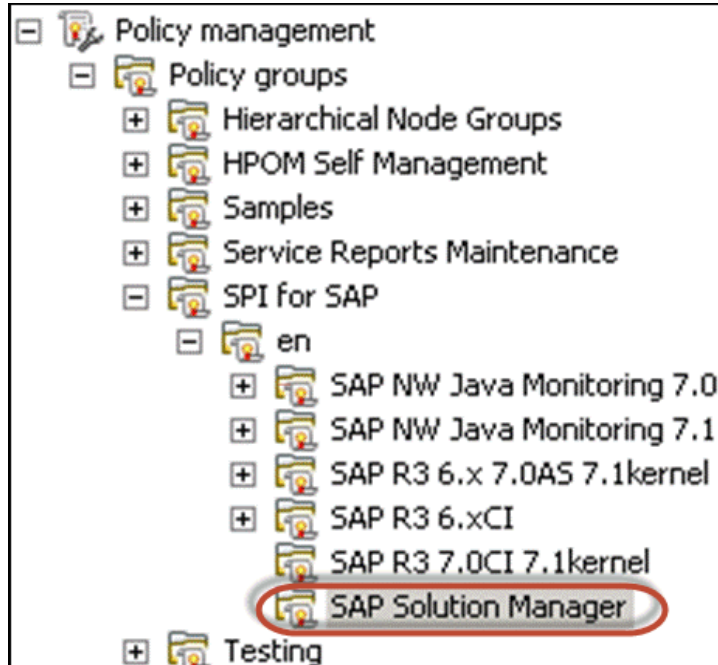 Policy management
Policy groups
Hierarchical Node Groups
HPOM Self Management
Samples
Service Reports Maintenance
SPI for SAP
en
SAP NW Java Monitoring 7.0
SAP NW Java Monitoring 7.1
SAP R3 6.x 7.0AS 7.1kernel
SAP R3 6.xCI
SAP R3 7.0CI 7.1kernel
SAP Solution Manager
Testing